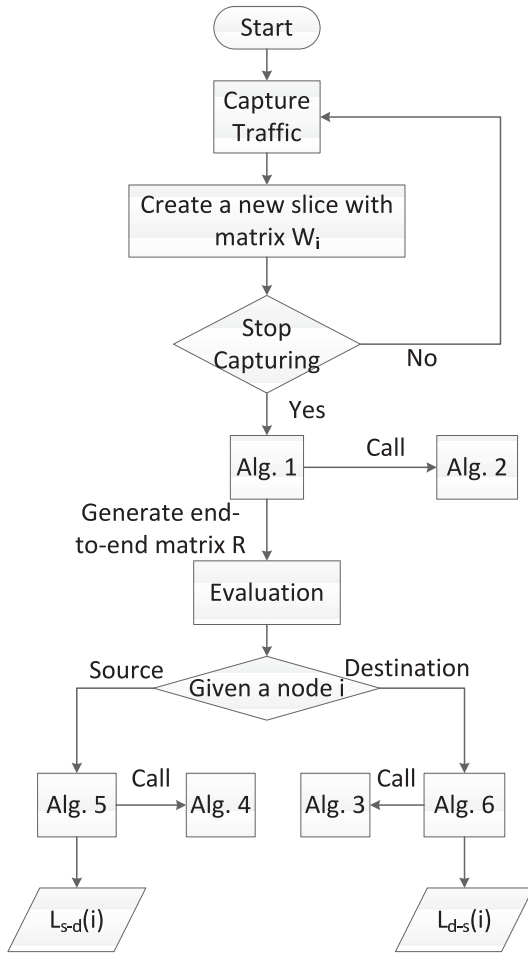 Start
Capture
Traffic
Create a new slice with
matrix Wi
Stop
Capturing
No
Yes
Alg. 1
Call
Alg. 2
Generate end-
to-end matrix R
Evaluation
Source
Given a node i
Destination
Alg. 5
Call
Alg. 4
Alg. 3
Call
Alg. 6
Ls-d(i)
Ld-s(i)